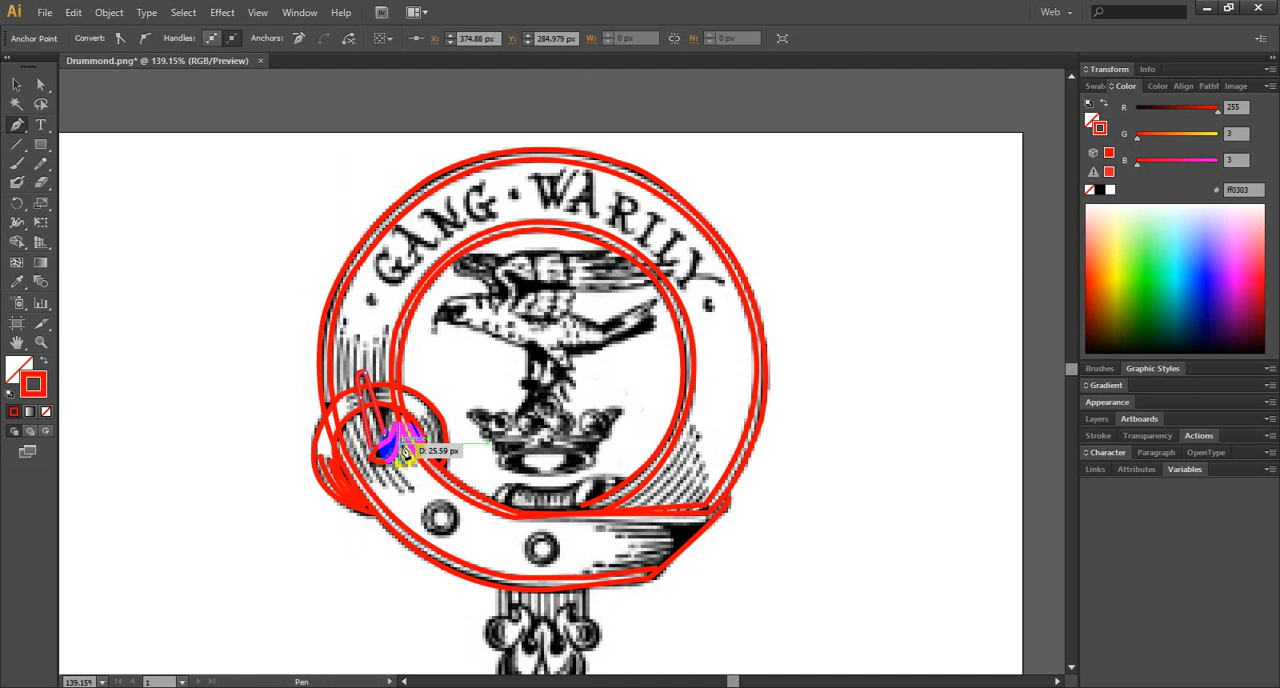 Ai File Edit Object Type Select Effect View Window Help Br Web
Anchor Point Convert: Handles: Anchors: X: 374.88 px Y: 284.979 px W: 0 px H: 0 px
Drummond.png* @ 139.15% (RGB/Preview)
GANG · WARILY
D: 25.59 px
Transform Info
Swat Color Color Align Pathf Image
R 255
G 3
B 3
# ff0303
Brushes Graphic Styles
Gradient
Appearance
Layers Artboards
Stroke Transparency Actions
Character Paragraph OpenType
Links Attributes Variables
139.15% 1 Pen